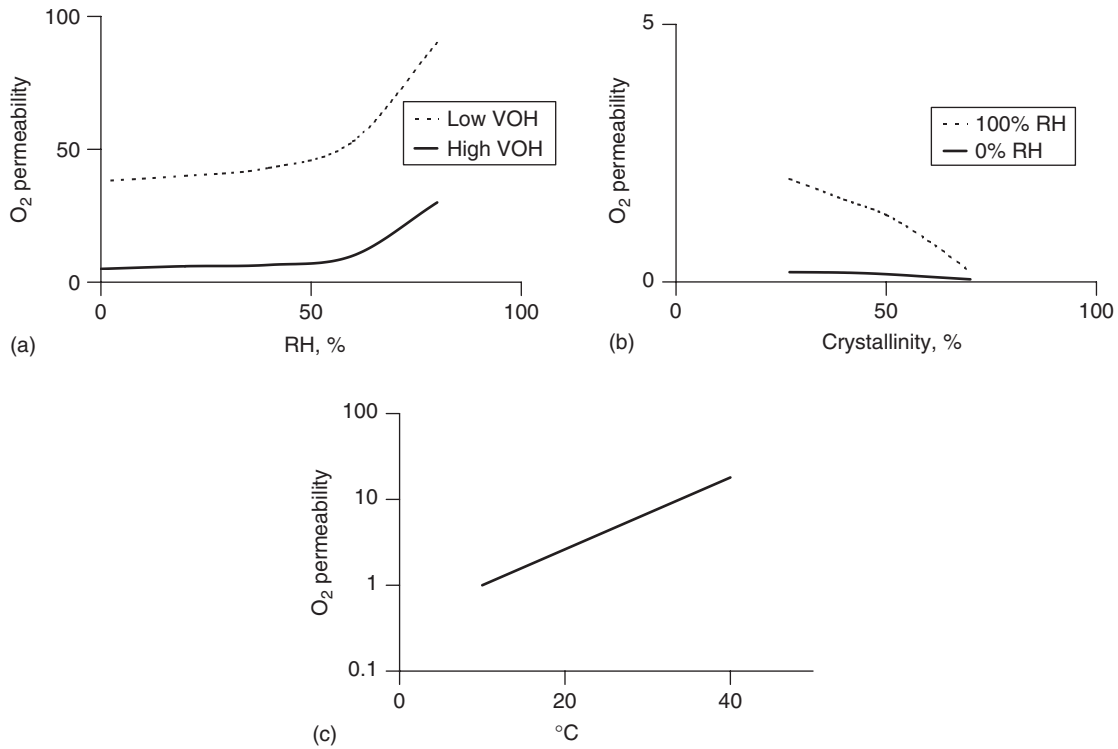 100
50
0
O₂ permeability
Low VOH
High VOH
0 50 100
(a) RH, %
5
0
O₂ permeability
100% RH
0% RH
0 50 100
(b) Crystallinity, %
100
10
1
0.1
O₂ permeability
0 20 40
(c) °C